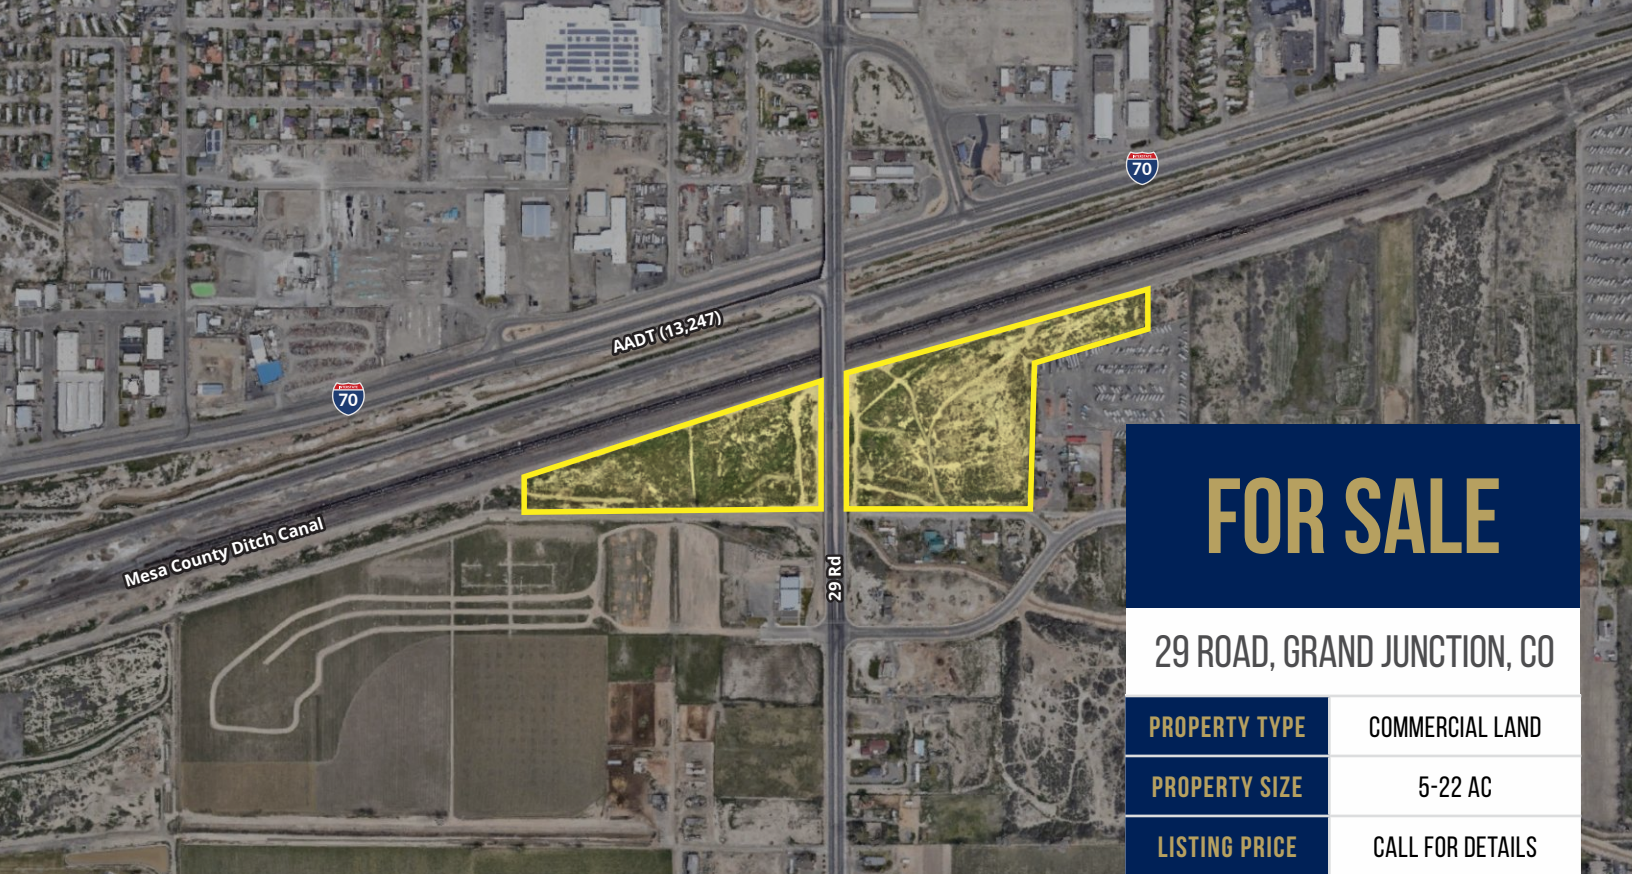 70
AADT (13,247)
70
Mesa County Ditch Canal
29 Rd
FOR SALE
29 ROAD, GRAND JUNCTION, CO
PROPERTY TYPE COMMERCIAL LAND
PROPERTY SIZE 5-22 AC
LISTING PRICE CALL FOR DETAILS